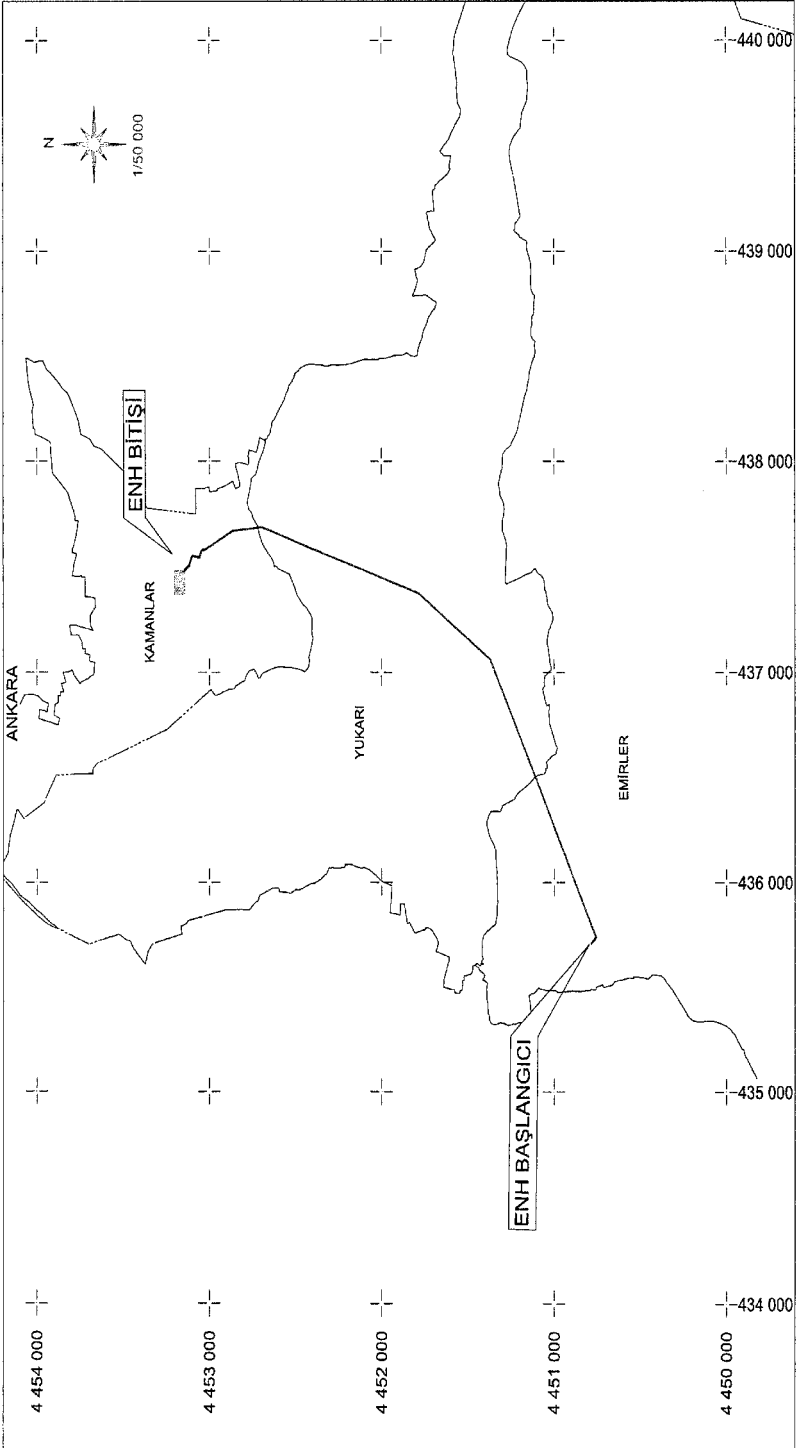 N
1/50 000
ANKARA
ENH BİTİŞİ
KAMANLAR
YUKARI
EMİRLER
ENH BAŞLANGICI
4 454 000
4 453 000
4 452 000
4 451 000
4 450 000
440 000
439 000
438 000
437 000
436 000
435 000
434 000